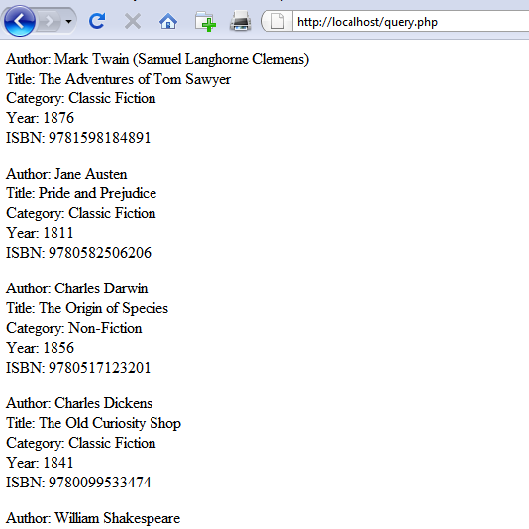 http://localhost/query.php
Author: Mark Twain (Samuel Langhorne Clemens)
Title: The Adventures of Tom Sawyer
Category: Classic Fiction
Year: 1876
ISBN: 9781598184891
Author: Jane Austen
Title: Pride and Prejudice
Category: Classic Fiction
Year: 1811
ISBN: 9780582506206
Author: Charles Darwin
Title: The Origin of Species
Category: Non-Fiction
Year: 1856
ISBN: 9780517123201
Author: Charles Dickens
Title: The Old Curiosity Shop
Category: Classic Fiction
Year: 1841
ISBN: 9780099533474
Author: William Shakespeare